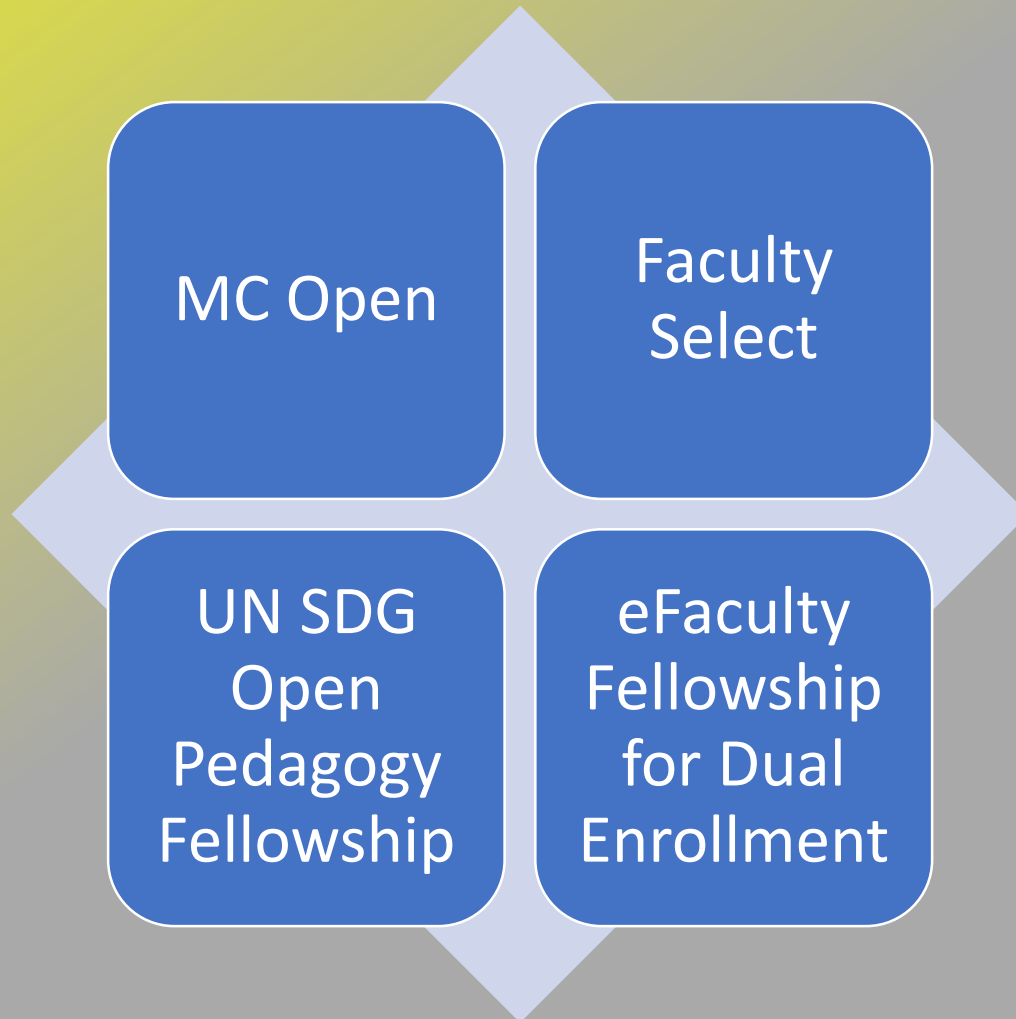 MC Open
Faculty
Select
UN SDG
Open
Pedagogy
Fellowship
eFaculty
Fellowship
for Dual
Enrollment